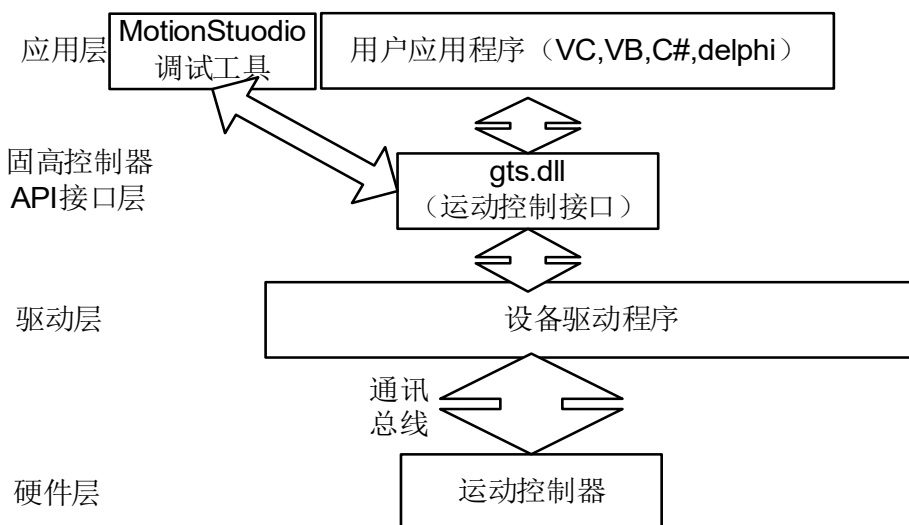 应用层
MotionStuodio
调试工具
用户应用程序（VC,VB,C#,delphi）
固高控制器
API接口层
gts.dll
（运动控制接口）
驱动层
设备驱动程序
通讯
总线
硬件层
运动控制器